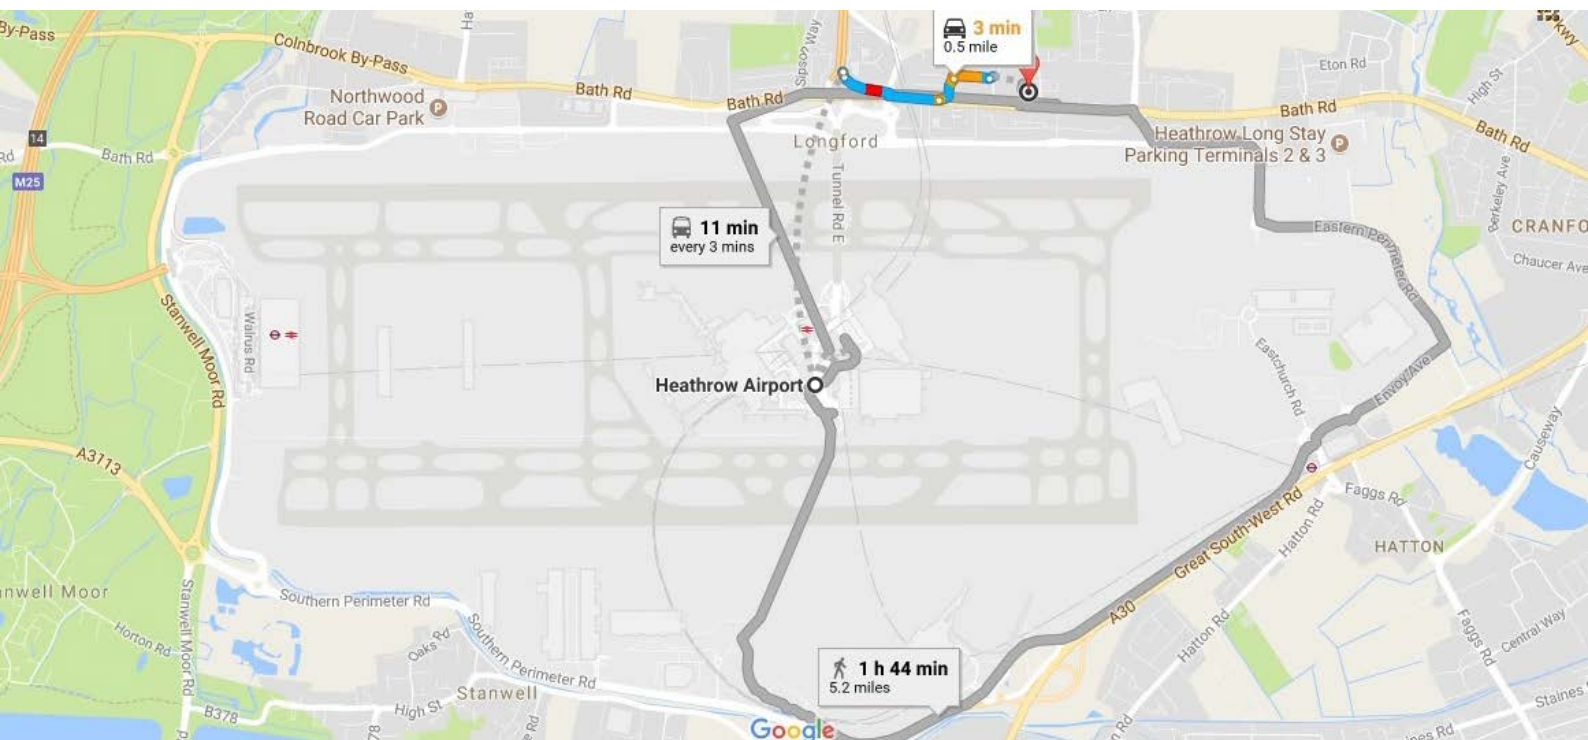 By-Pass
Colnbrook By-Pass
Sipson Way
3 min
0.5 mile
Eton Rd
High St
Bath Rd
Bath Rd
Bath Rd
Bath Rd
Northwood
Road Car Park
P
14
Bath Rd
M25
Longford
Heathrow Long Stay
Parking Terminals 2 & 3
P
Tunnel Rd E
11 min
every 3 mins
Berkeley Ave
CRANFO
Eastern Perimeter Rd
Chaucer Ave
Stanwell Moor Rd
Walrus Rd
Heathrow Airport
Eastchurch Rd
Envoy Ave
Causeway
A3113
Great South-West Rd
Faggs Rd
Hatton Rd
HATTON
anwell Moor
Southern Perimeter Rd
Stanwell Moor Rd
Horton Rd
Oaks Rd
Southern Perimeter Rd
A30
Hatton Rd
Faggs Rd
Central Way
1 h 44 min
5.2 miles
Stanwell
High St
B378
Google
Staines